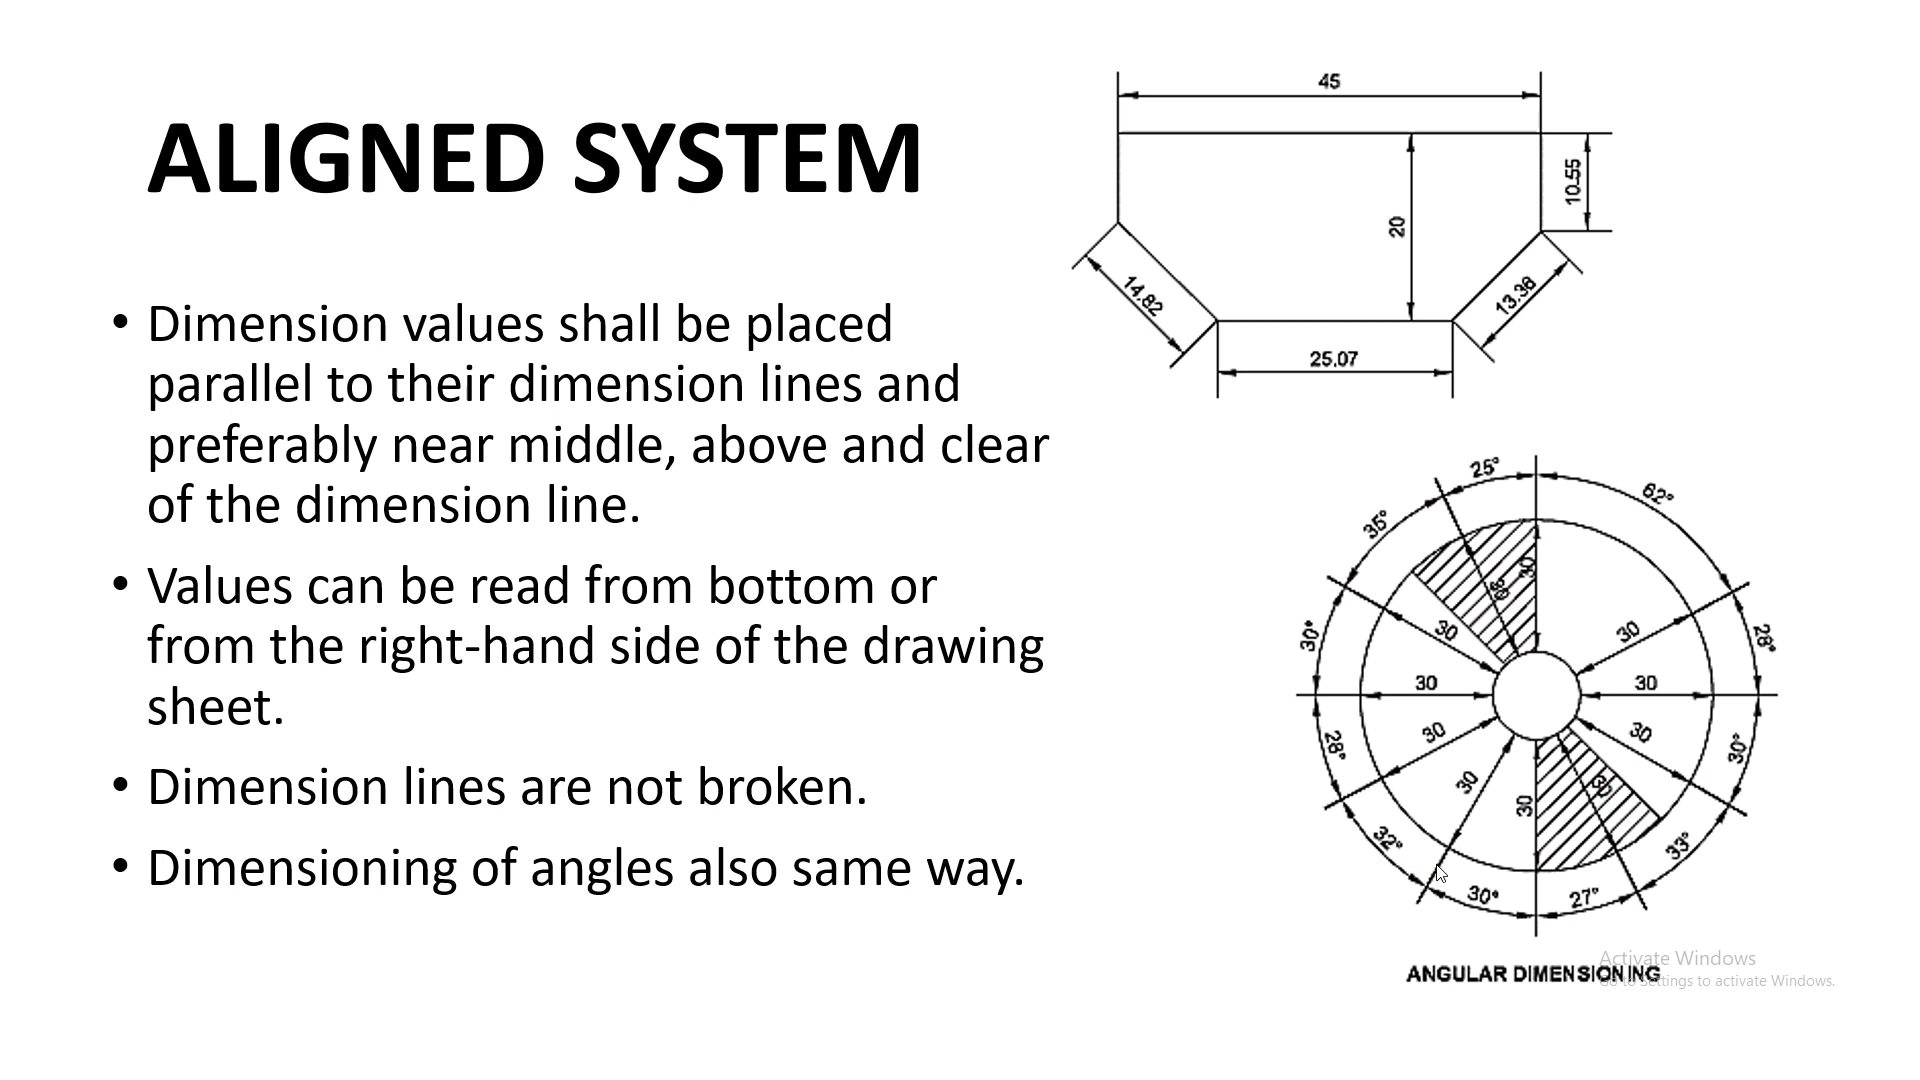 ALIGNED SYSTEM
• Dimension values shall be placed
parallel to their dimension lines and
preferably near middle, above and clear
of the dimension line.
• Values can be read from bottom or
from the right-hand side of the drawing
sheet.
• Dimension lines are not broken.
• Dimensioning of angles also same way.
45
10.55
20
14.82
13.36
25.07
25°
62°
35°
30
30
30°
30
30
28°
30
30
28°
30
30
30°
30
30
30
32°
33°
30°
27°
ANGULAR DIMENSIONING
Activate Windows
Go to Settings to activate Windows.